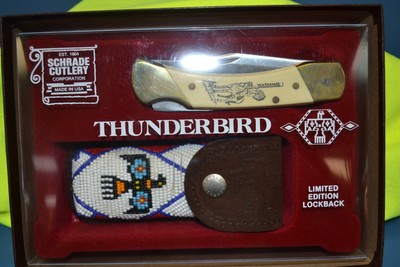 EST. 1904
SCHRADE
CUTLERY
CORPORATION
MADE IN USA
THUNDERBIRD
LIMITED
EDITION
LOCKBACK